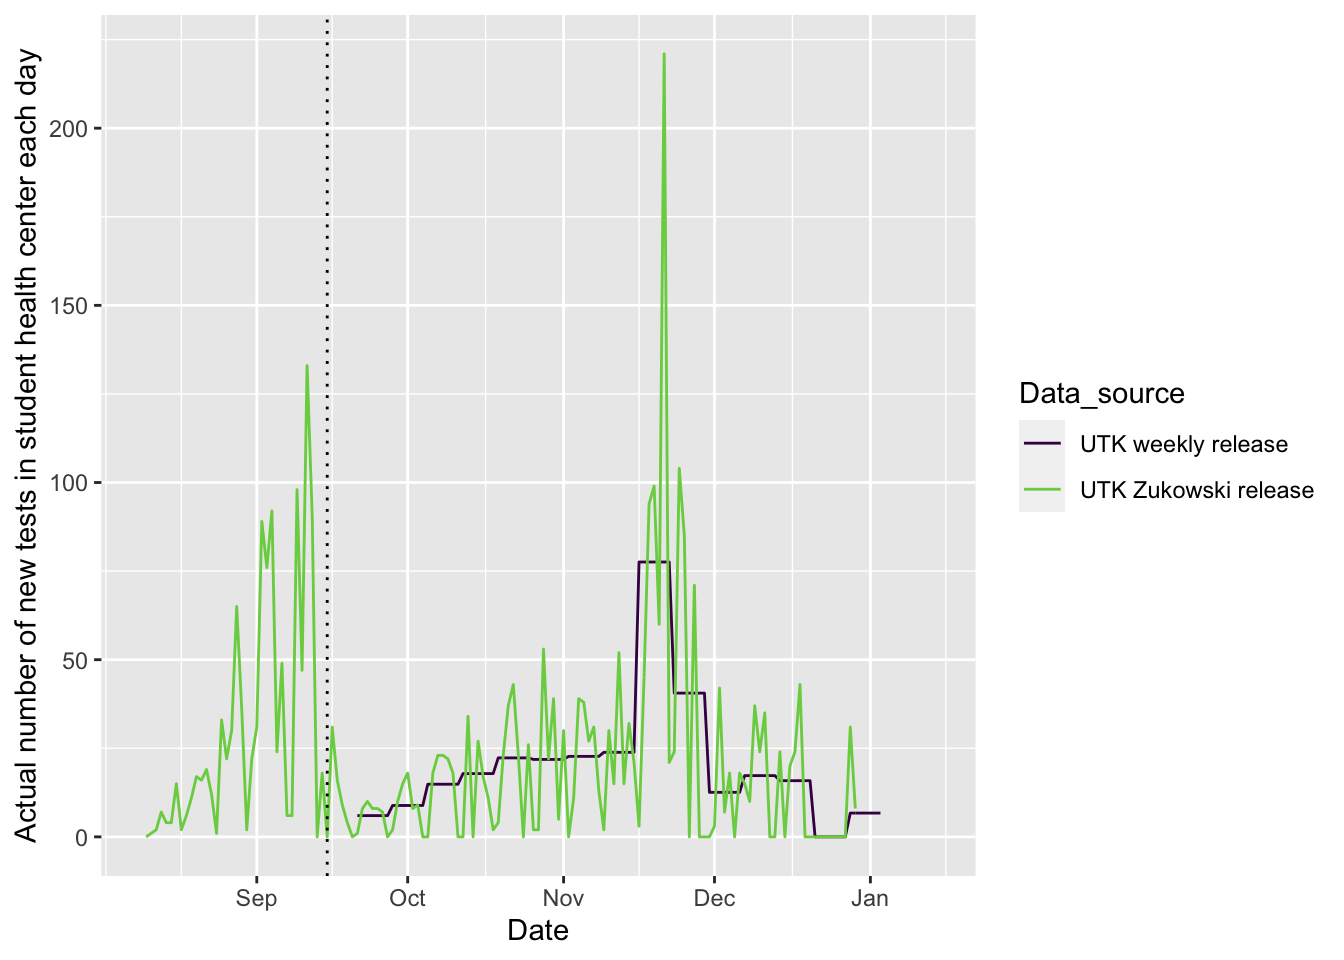 Actual number of new tests in student health center each day
200
150
100
50
0
Sep
Oct
Nov
Dec
Jan
Date
Data_source
UTK weekly release
UTK Zukowski release